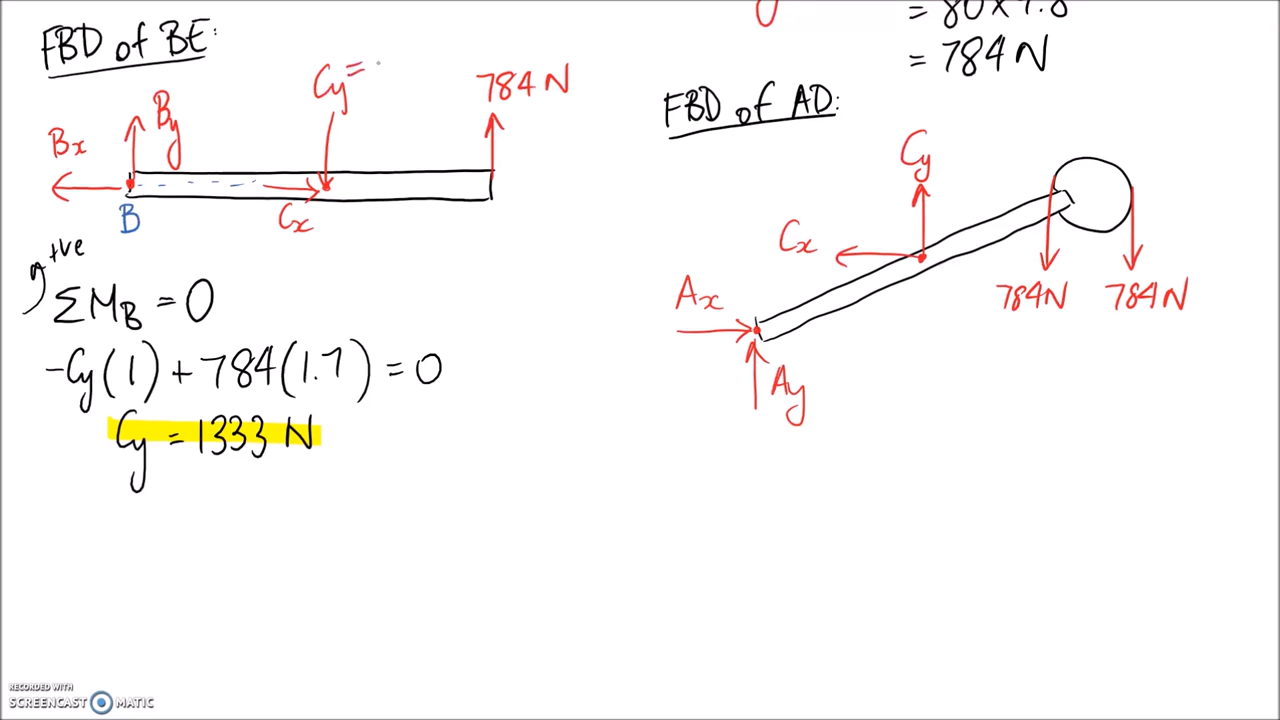 FBD of BE:
Cy =
784 N
By
Bx
B
Cx
+ve
ΣM_B = 0
-Cy(1) + 784(1.7) = 0
Cy = 1333 N
= 80 x 9.8
= 784 N
FBD of AD:
Cy
Cx
Ax
784N 784N
Ay
RECORDED WITH
SCREENCAST MATIC